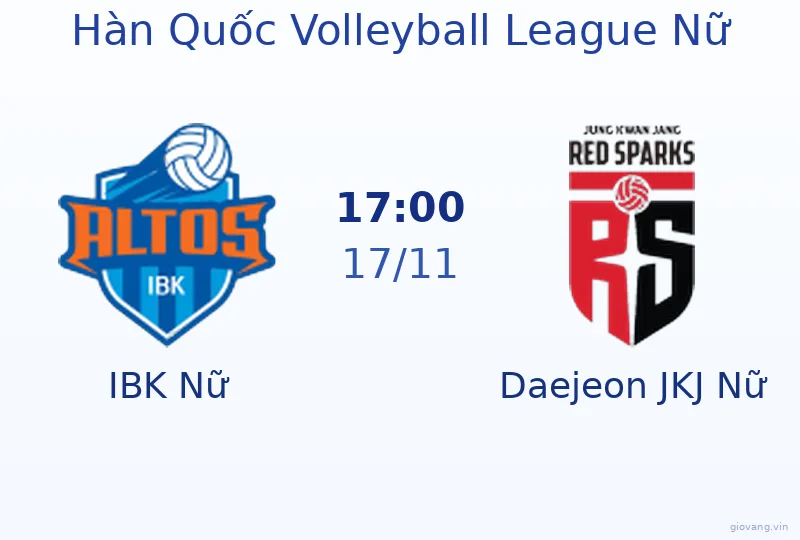 Hàn Quốc Volleyball League Nữ
ALTOS
IBK
17:00
17/11
JUNG KWAN JANG
RED SPARKS
RS
IBK Nữ
Daejeon JKJ Nữ
giovang.vin